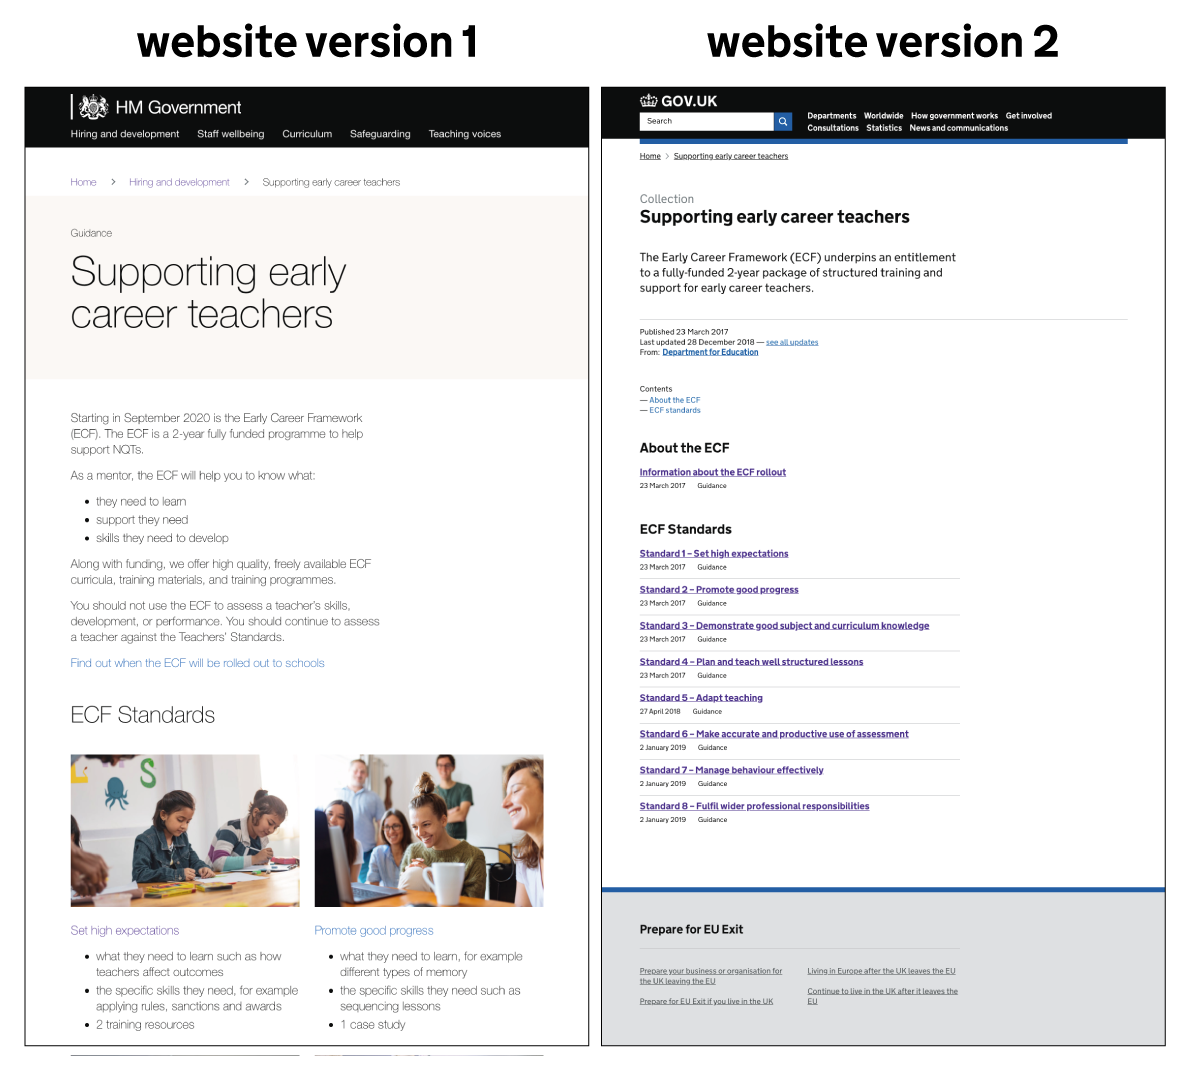 website version 1
HM Government
Hiring and development Staff wellbeing Curriculum Safeguarding Teaching voices
Home > Hiring and development > Supporting early career teachers
Guidance
Supporting early
career teachers
Starting in September 2020 is the Early Career Framework
(ECF). The ECF is a 2-year fully funded programme to help
support NQTs.
As a mentor, the ECF will help you to know what:
• they need to learn
• support they need
• skills they need to develop
Along with funding, we offer high quality, freely available ECF
curricula, training materials, and training programmes.
You should not use the ECF to assess a teacher's skills,
development, or performance. You should continue to assess
a teacher against the Teachers' Standards.
Find out when the ECF will be rolled out to schools
ECF Standards
L S
Set high expectations
• what they need to learn such as how
teachers affect outcomes
• the specific skills they need, for example
applying rules, sanctions and awards
• 2 training resources
Promote good progress
• what they need to learn, for example
different types of memory
• the specific skills they need such as
sequencing lessons
• 1 case study
website version 2
GOV.UK
Search
Departments Worldwide How government works Get involved
Consultations Statistics News and communications
Home > Supporting early career teachers
Collection
Supporting early career teachers
The Early Career Framework (ECF) underpins an entitlement
to a fully-funded 2-year package of structured training and
support for early career teachers.
Published 23 March 2017
Last updated 28 December 2018 — see all updates
From: Department for Education
Contents
— About the ECF
— ECF standards
About the ECF
Information about the ECF rollout
23 March 2017 Guidance
ECF Standards
Standard 1 – Set high expectations
23 March 2017 Guidance
Standard 2 – Promote good progress
23 March 2017 Guidance
Standard 3 – Demonstrate good subject and curriculum knowledge
23 March 2017 Guidance
Standard 4 – Plan and teach well structured lessons
23 March 2017 Guidance
Standard 5 – Adapt teaching
27 April 2018 Guidance
Standard 6 – Make accurate and productive use of assessment
2 January 2019 Guidance
Standard 7 – Manage behaviour effectively
2 January 2019 Guidance
Standard 8 – Fulfil wider professional responsibilities
2 January 2019 Guidance
Prepare for EU Exit
Prepare your business or organisation for
the UK leaving the EU
Prepare for EU Exit if you live in the UK
Living in Europe after the UK leaves the EU
Continue to live in the UK after it leaves the
EU